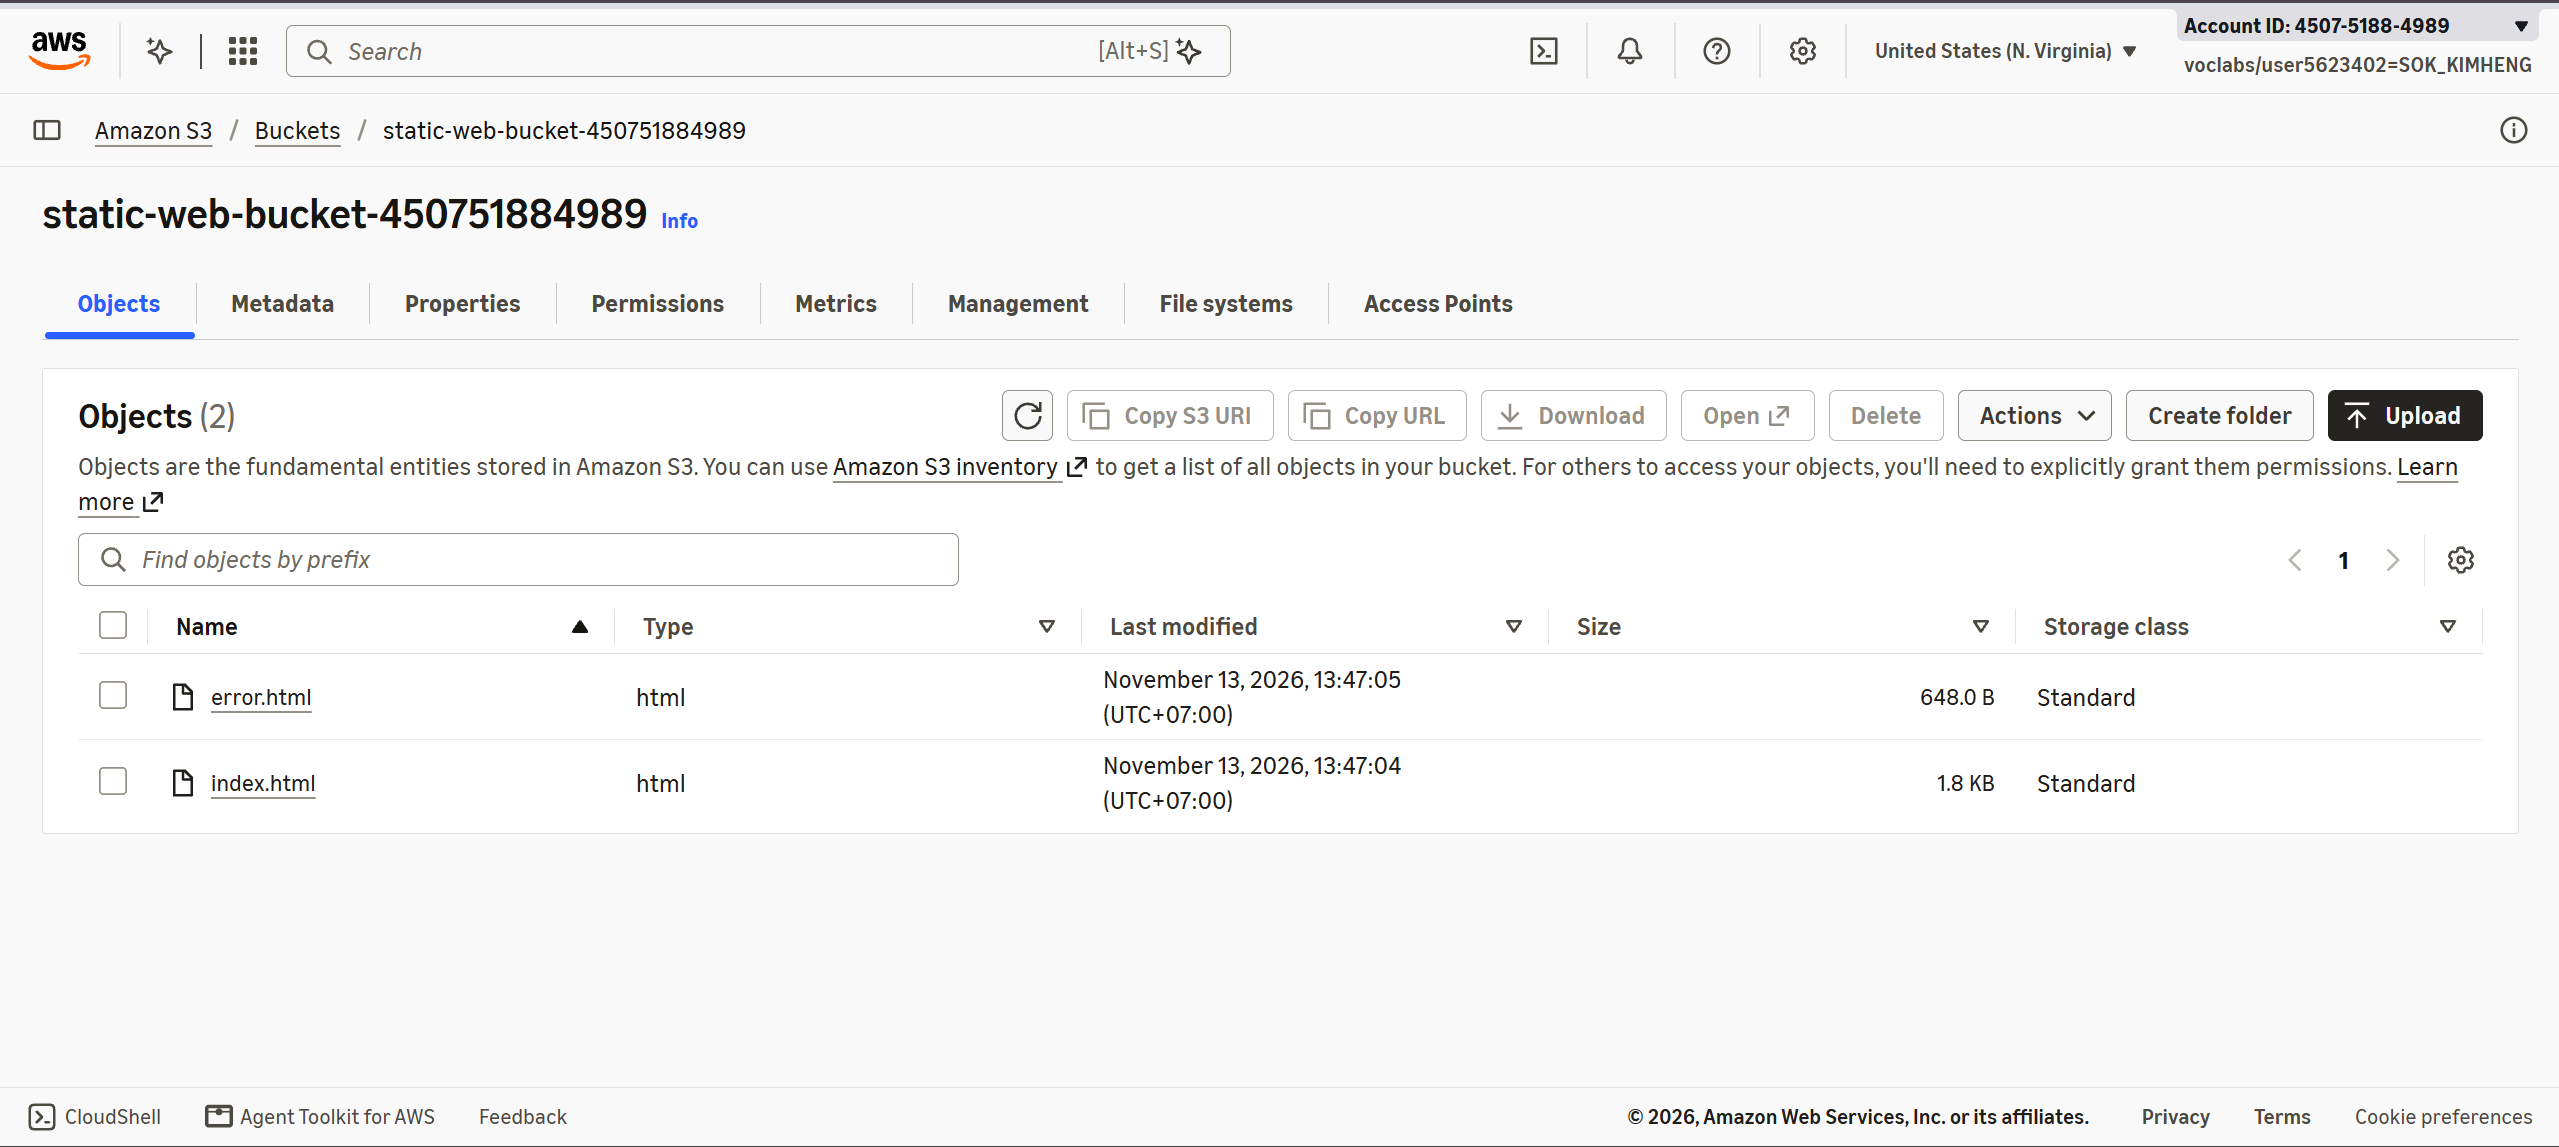 aws
Search
[Alt+S]
United States (N. Virginia)
Account ID: 4507-5188-4989
voclabs/user5623402=SOK_KIMHENG
Amazon S3 / Buckets / static-web-bucket-450751884989
static-web-bucket-450751884989 Info
Objects
Metadata
Properties
Permissions
Metrics
Management
File systems
Access Points
Objects (2)
Copy S3 URI
Copy URL
Download
Open
Delete
Actions
Create folder
Upload
Objects are the fundamental entities stored in Amazon S3. You can use Amazon S3 inventory to get a list of all objects in your bucket. For others to access your objects, you'll need to explicitly grant them permissions. Learn
more
Find objects by prefix
1
Name
Type
Last modified
Size
Storage class
error.html
html
November 13, 2026, 13:47:05
(UTC+07:00)
648.0 B
Standard
index.html
html
November 13, 2026, 13:47:04
(UTC+07:00)
1.8 KB
Standard
CloudShell
Agent Toolkit for AWS
Feedback
© 2026, Amazon Web Services, Inc. or its affiliates.
Privacy
Terms
Cookie preferences